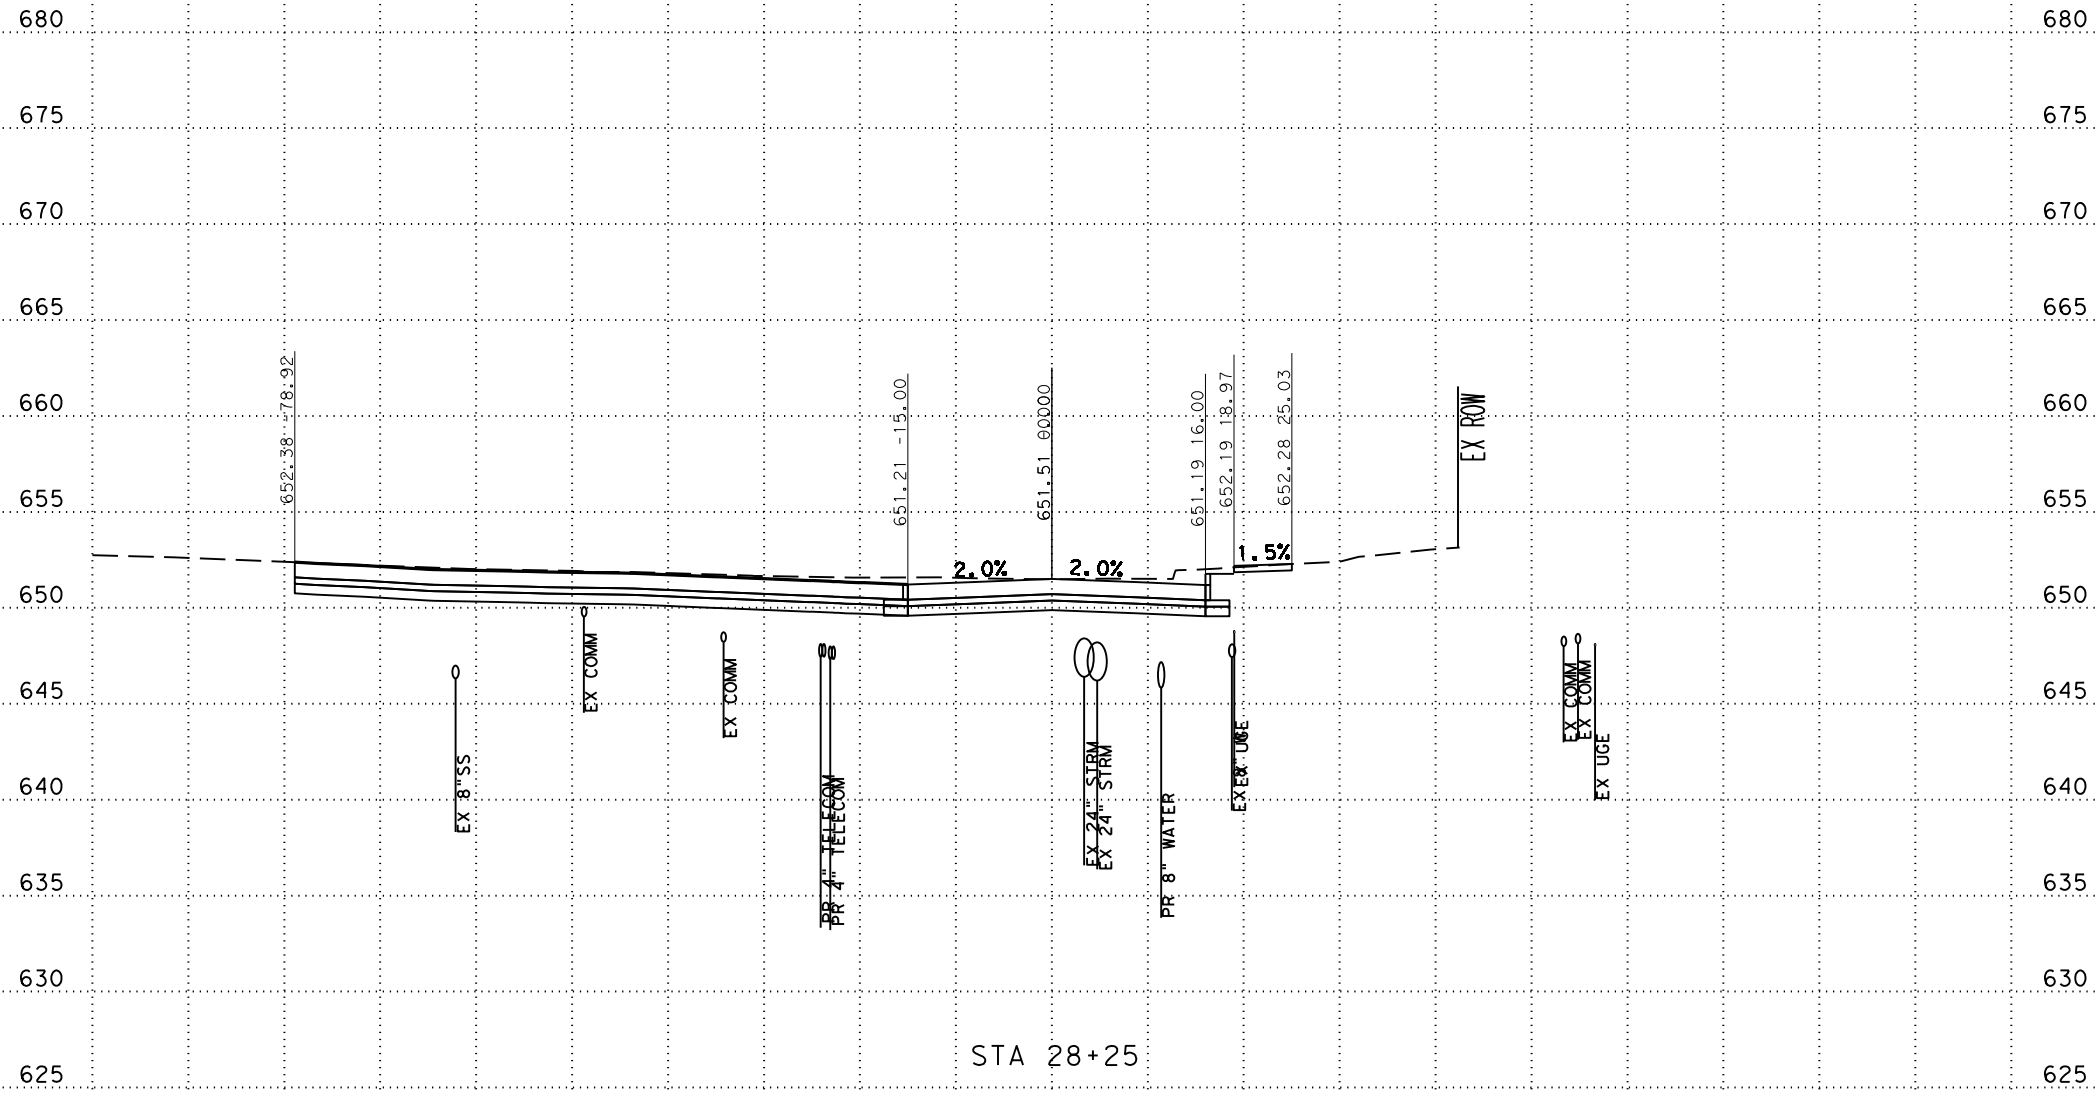 680 680
675 675
670 670
665 665
660 660
655 655
650 650
645 645
640 640
635 635
630 630
625 625
652.38 -78.92
651.21 -15.00
651.51
651.19 16.00
652.19 18.97
652.28 25.03
EX ROW
2.0%
2.0%
1.5%
EX 8"SS
EX COMM
EX COMM
PR 4" TELECOM
PR 4" TELECOM
EX 24" STRM
EX 24" STRM
PR 8" WATER
EX UGE
EX COMM
EX COMM
EX UGE
STA 28+25